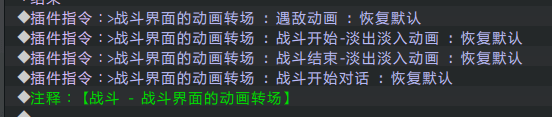 结束
◆插件指令：>战斗界面的动画转场 : 遇敌动画 : 恢复默认
◆插件指令：>战斗界面的动画转场 : 战斗开始-淡出淡入动画 : 恢复默认
◆插件指令：>战斗界面的动画转场 : 战斗结束-淡出淡入动画 : 恢复默认
◆插件指令：>战斗界面的动画转场 : 战斗开始对话 : 恢复默认
◆注释：【战斗 - 战斗界面的动画转场】
◆